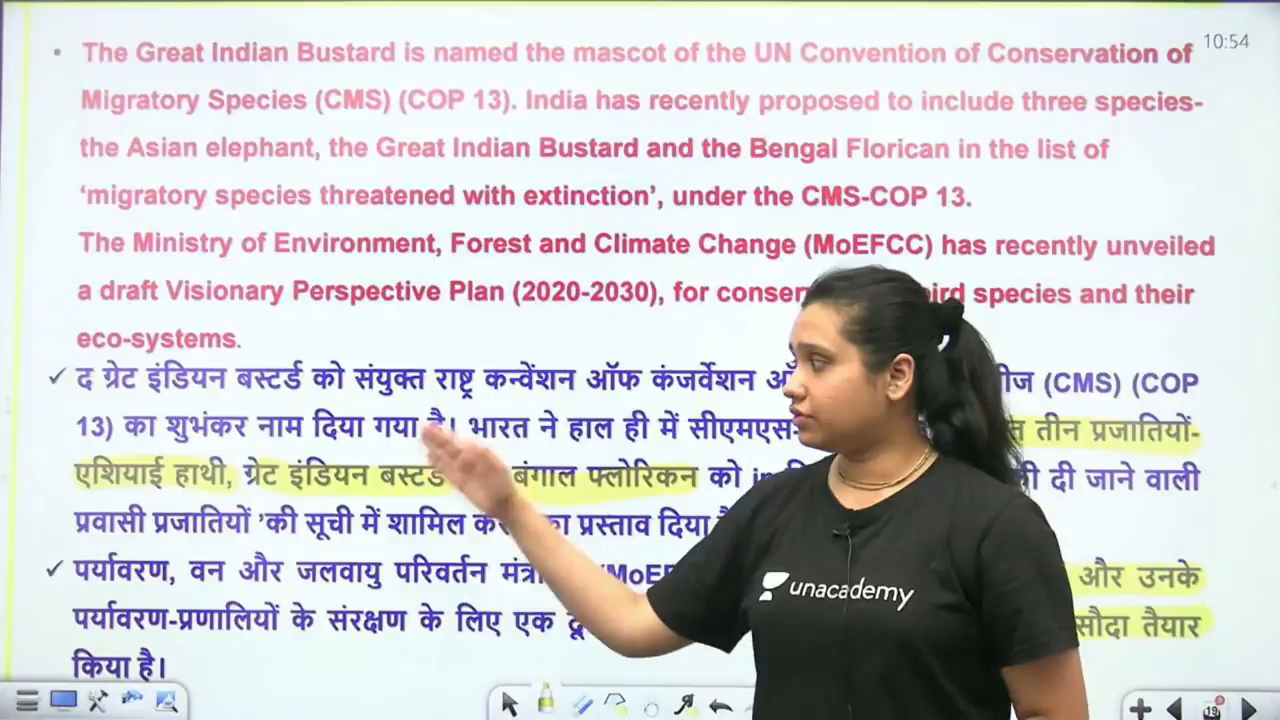 10:54
• The Great Indian Bustard is named the mascot of the UN Convention of Conservation of
Migratory Species (CMS) (COP 13). India has recently proposed to include three species-
the Asian elephant, the Great Indian Bustard and the Bengal Florican in the list of
‘migratory species threatened with extinction’, under the CMS-COP 13.
The Ministry of Environment, Forest and Climate Change (MoEFCC) has recently unveiled
a draft Visionary Perspective Plan (2020-2030), for conser bird species and their
eco-systems.
✓ द ग्रेट इंडियन बस्टर्ड को संयुक्त राष्ट्र कन्वेंशन ऑफ कंजर्वेशन ऑ ीज (CMS) (COP
13) का शुभंकर नाम दिया गया है। भारत ने हाल ही में सीएमएस- तीन प्रजातियों-
एशियाई हाथी, ग्रेट इंडियन बस्टर्ड बंगाल फ्लोरिकन को दी जाने वाली
प्रवासी प्रजातियों ’की सूची में शामिल का प्रस्ताव दिया
✓ पर्यावरण, वन और जलवायु परिवर्तन (MoEF और उनके
पर्यावरण-प्रणालियों के संरक्षण के लिए एक सौदा तैयार
किया है।
unacademy
19